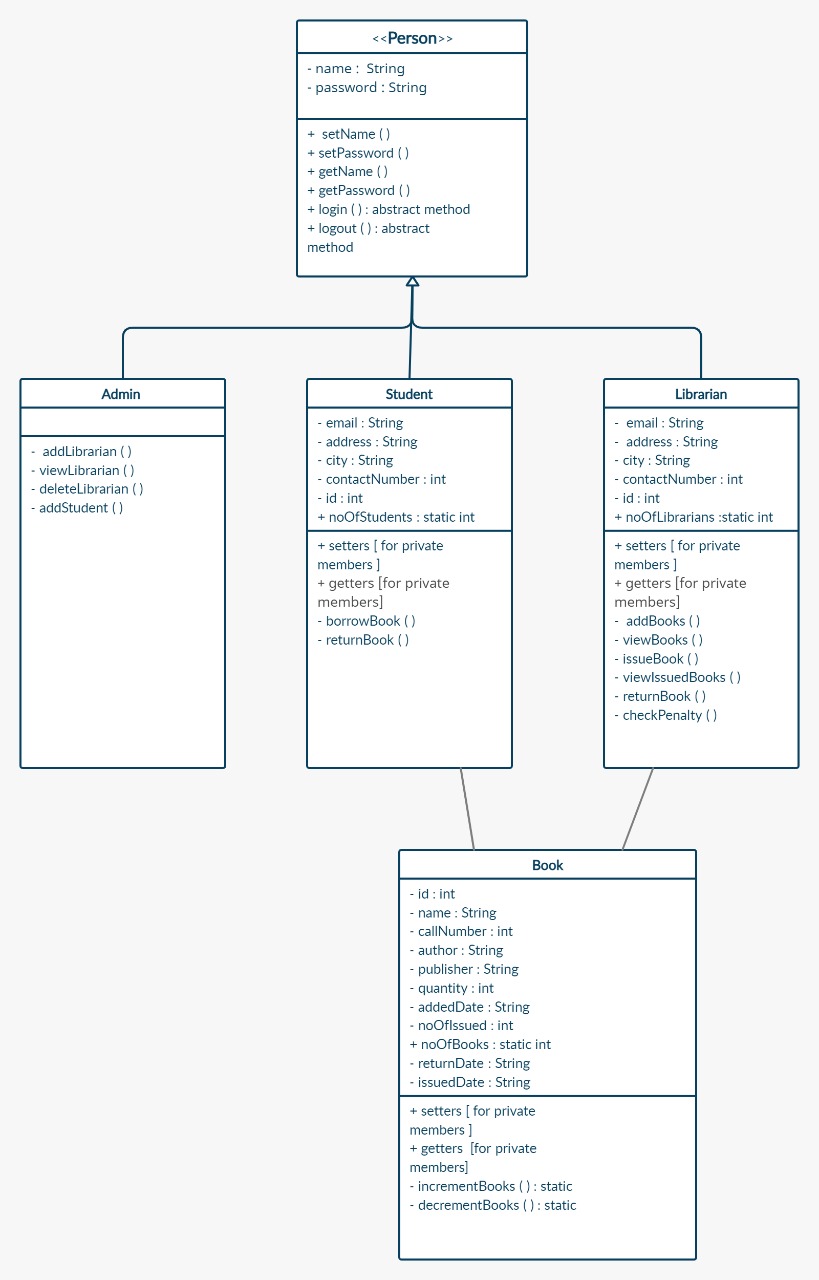 <<Person>>
- name :  String
- password : String
+  setName ( )
+ setPassword ( )
+ getName ( )
+ getPassword ( )
+ login ( ) : abstract method
+ logout ( ) : abstract
method
Admin
-  addLibrarian ( )
- viewLibrarian ( )
- deleteLibrarian ( )
- addStudent ( )
Student
- email : String
- address : String
- city : String
- contactNumber : int
- id : int
+ noOfStudents : static int
+ setters [ for private
members ]
+ getters [for private
members]
- borrowBook ( )
- returnBook ( )
Librarian
-  email : String
-  address : String
- city : String
- contactNumber : int
- id : int
+ noOfLibrarians :static int
+ setters [ for private
members ]
+ getters [for private
members]
-  addBooks ( )
- viewBooks ( )
- issueBook ( )
- viewIssuedBooks ( )
- returnBook ( )
- checkPenalty ( )
Book
- id : int
- name : String
- callNumber : int
- author : String
- publisher : String
- quantity : int
- addedDate : String
- noOfIssued : int
+ noOfBooks : static int
- returnDate : String
- issuedDate : String
+ setters [ for private
members ]
+ getters  [for private
members]
- incrementBooks ( ) : static
- decrementBooks ( ) : static